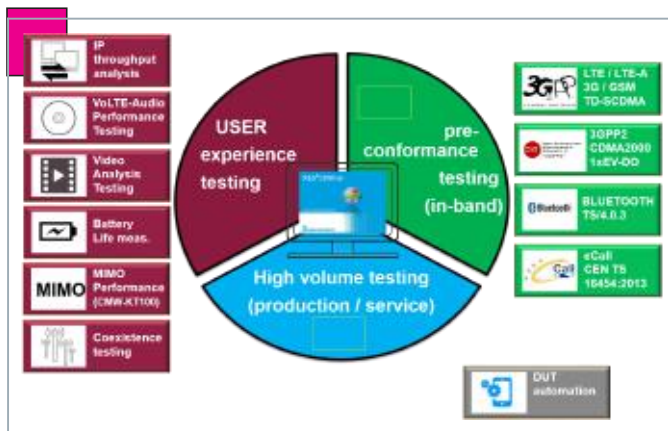 IP
throughput
analysis
VoLTE-Audio
Performance
Testing
Video
Analysis
Testing
Battery
Life meas.
MIMO
MIMO
Performance
(CMW-KT100)
Coexistence
testing
USER
experience
testing
pre-
conformance
testing
(in-band)
High volume testing
(production / service)
3GPP
LTE / LTE-A
3G / GSM
TD-SCDMA
3GPP2
CDMA2000
1xEV-DO
Bluetooth
BLUETOOTH
TS/4.0.3
eCall
eCall
CEN TS
16454:2013
DUT
automation